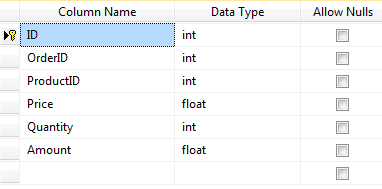 Column Name Data Type Allow Nulls
ID int
OrderID int
ProductID int
Price float
Quantity int
Amount float